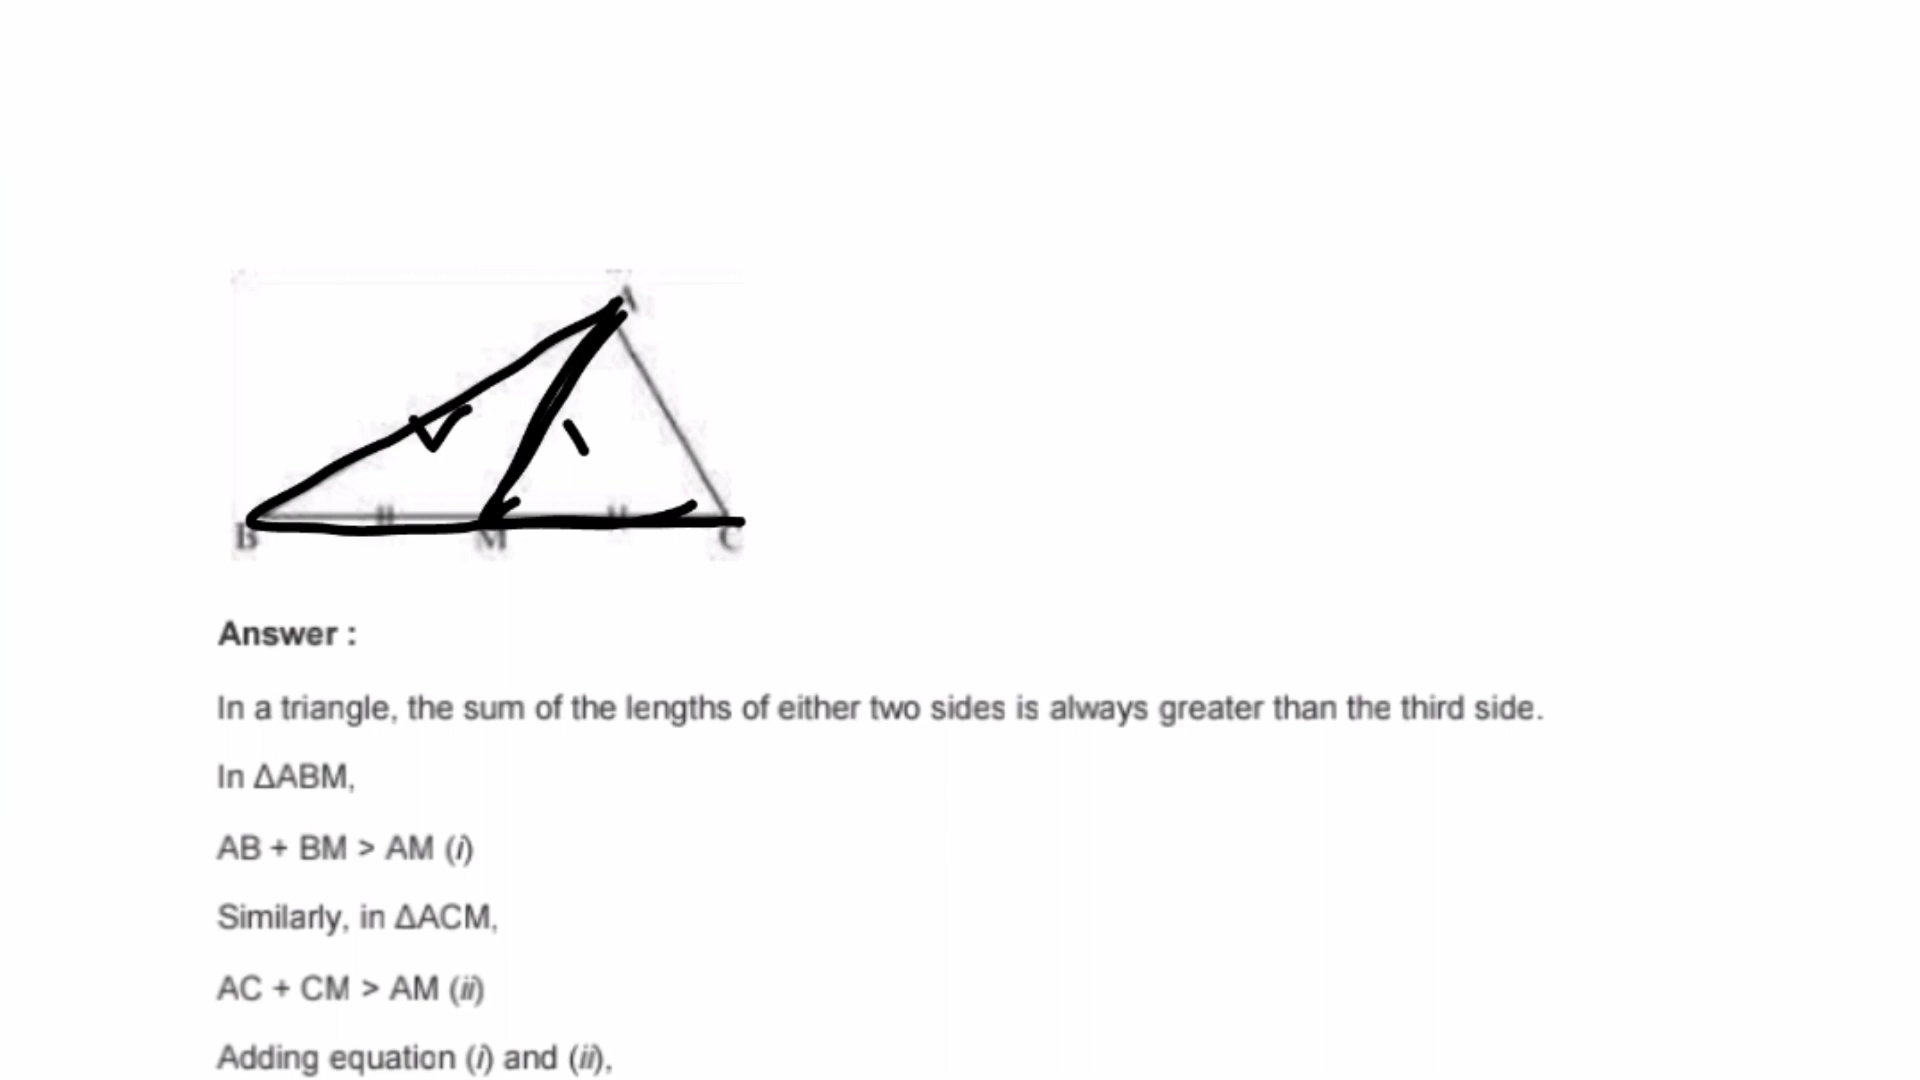 A
B M C
Answer :
In a triangle, the sum of the lengths of either two sides is always greater than the third side.
In ΔABM,
AB + BM > AM (i)
Similarly, in ΔACM,
AC + CM > AM (ii)
Adding equation (i) and (ii),